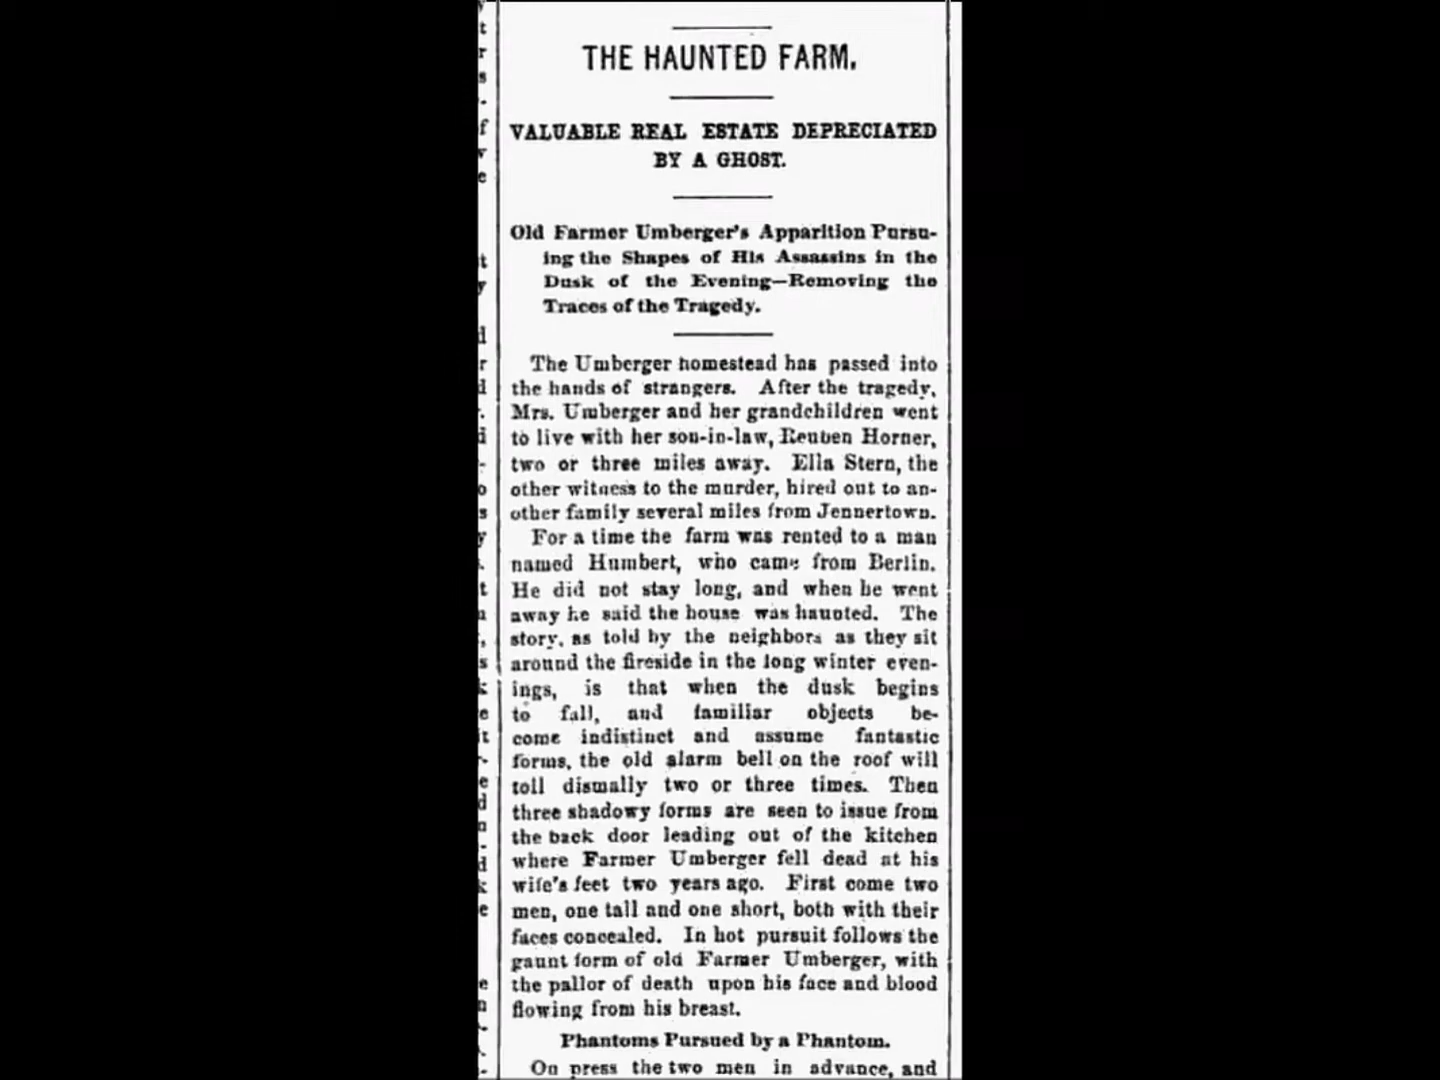 THE HAUNTED FARM.
VALUABLE REAL ESTATE DEPRECIATED
BY A GHOST.
Old Farmer Umberger's Apparition Pursu-
ing the Shapes of His Assassins in the
Dusk of the Evening—Removing the
Traces of the Tragedy.
The Umberger homestead has passed into
the hands of strangers. After the tragedy,
Mrs. Umberger and her grandchildren went
to live with her son-in-law, Reuben Horner,
two or three miles away. Ella Stern, the
other witness to the murder, hired out to an-
other family several miles from Jennertown.
For a time the farm was rented to a man
named Humbert, who came from Berlin.
He did not stay long, and when he went
away he said the house was haunted. The
story, as told by the neighbors as they sit
around the fireside in the long winter even-
ings, is that when the dusk begins
to fall, and familiar objects be-
come indistinct and assume fantastic
forms, the old alarm bell on the roof will
toll dismally two or three times. Then
three shadowy forms are seen to issue from
the back door leading out of the kitchen
where Farmer Umberger fell dead at his
wife's feet two years ago. First come two
men, one tall and one short, both with their
faces concealed. In hot pursuit follows the
gaunt form of old Farmer Umberger, with
the pallor of death upon his face and blood
flowing from his breast.
Phantoms Pursued by a Phantom.
On press the two men in advance, and